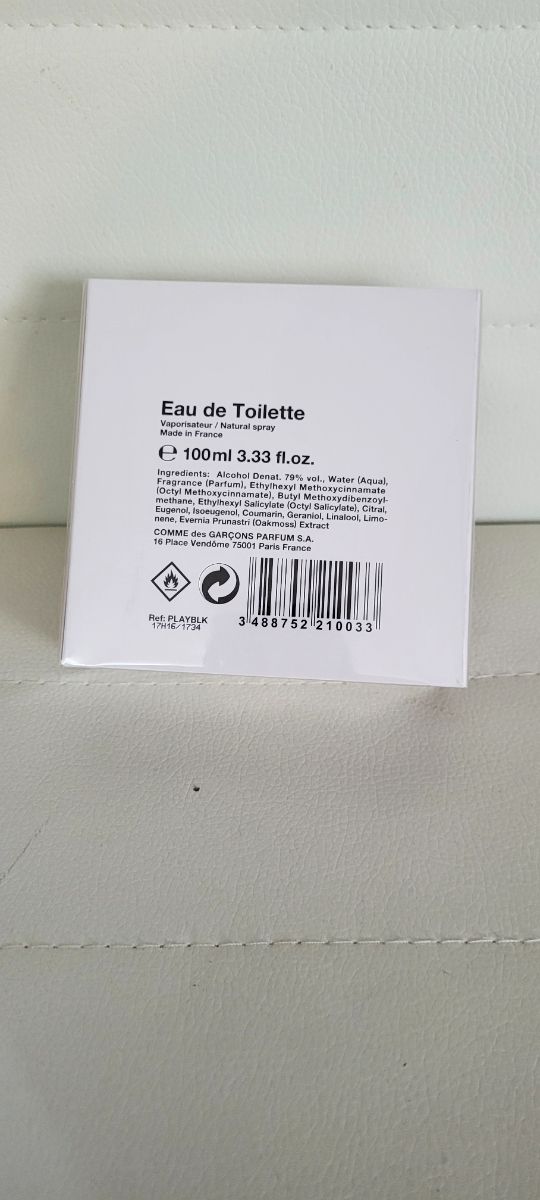 Eau de Toilette
Vaporisateur / Natural spray
Made in France
℮ 100ml 3.33 fl.oz.
Ingredients: Alcohol Denat. 79% vol., Water (Aqua),
Fragrance (Parfum), Ethylhexyl Methoxycinnamate
(Octyl Methoxycinnamate), Butyl Methoxydibenzoyl-
methane, Ethylhexyl Salicylate (Octyl Salicylate), Citral,
Eugenol, Isoeugenol, Coumarin, Geraniol, Linalool, Limo-
nene, Evernia Prunastri (Oakmoss) Extract
COMME des GARÇONS PARFUM S.A.
16 Place Vendôme 75001 Paris France
Ref: PLAYBLK
17H16/1734
3 488752 210033